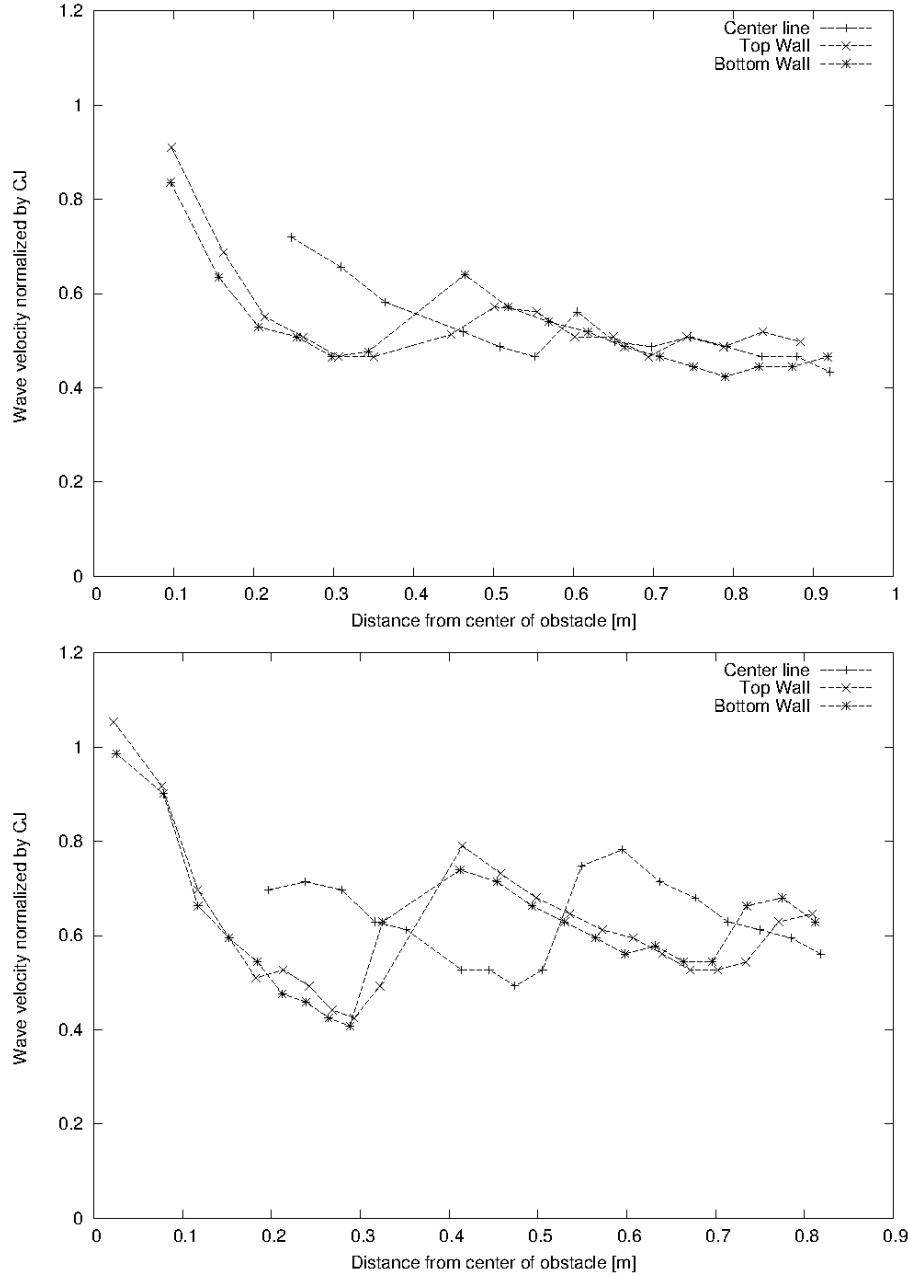 1.2
1
0.8
0.6
0.4
0.2
0
Wave velocity normalized by CJ
Center line
Top Wall
Bottom Wall
0 0.1 0.2 0.3 0.4 0.5 0.6 0.7 0.8 0.9 1
Distance from center of obstacle [m]
1.2
1
0.8
0.6
0.4
0.2
0
Wave velocity normalized by CJ
Center line
Top Wall
Bottom Wall
0 0.1 0.2 0.3 0.4 0.5 0.6 0.7 0.8 0.9
Distance from center of obstacle [m]